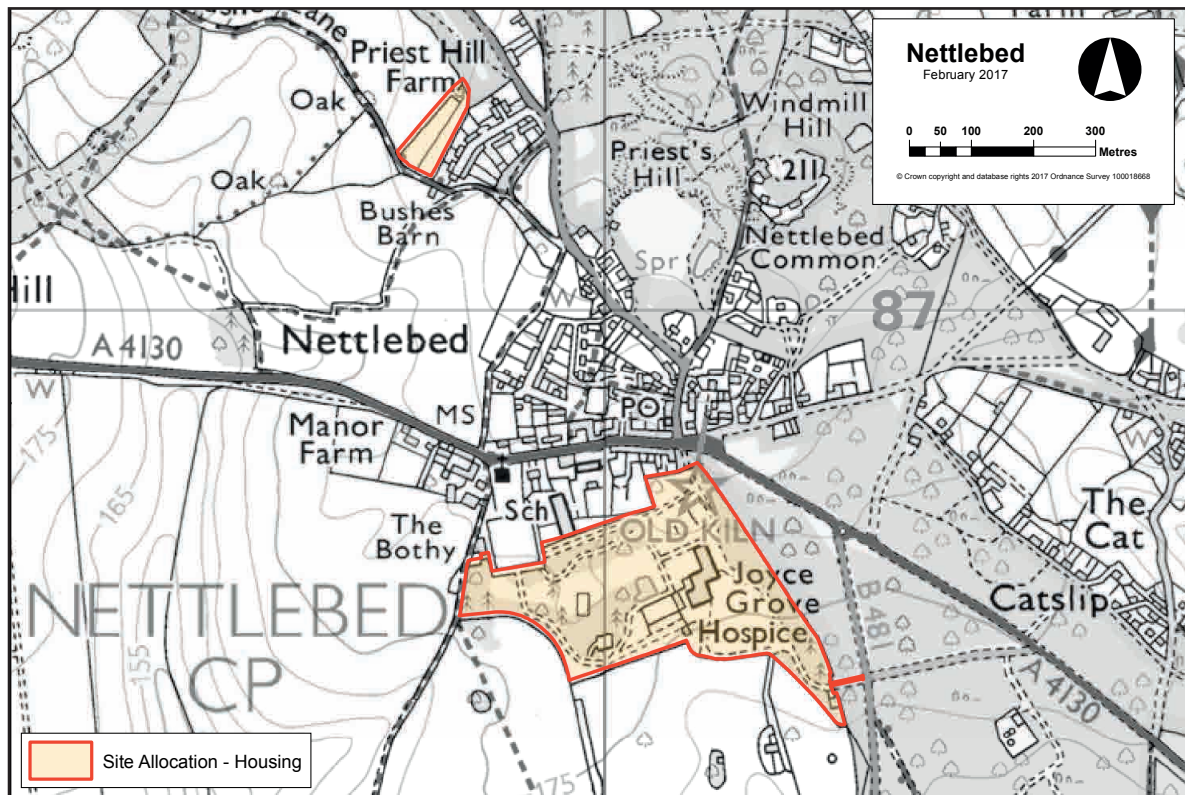 Nettlebed
February 2017
0 50 100 200 300
Metres
© Crown copyright and database rights 2017 Ordnance Survey 100018668
Priest Hill
Farm
Oak
Oak
Bushes
Barn
Windmill
Hill
Priest's
Hill
211
Nettlebed
Common
Spr
W
87
Hill
Nettlebed
A 4130
W
MS
PO
Manor
Farm
W
175
165
Sch
OLD KILN
The
Cat
The
Bothy
Joyce
Grove
Hospice
B 481
Catslip
NETTLEBED
CP
155
A 4130
175
Site Allocation - Housing